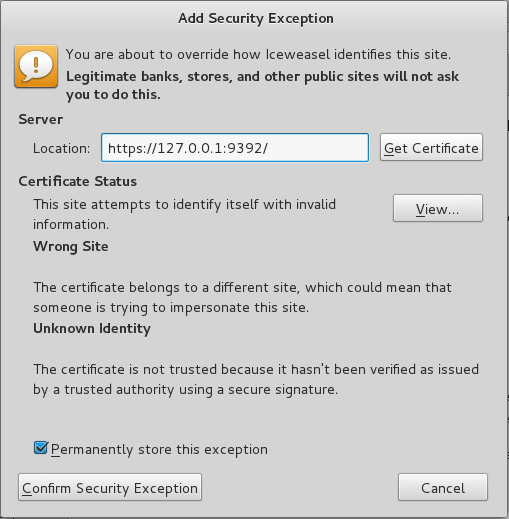 Add Security Exception
You are about to override how Iceweasel identifies this site.
Legitimate banks, stores, and other public sites will not ask
you to do this.
Server
Location: https://127.0.0.1:9392/ Get Certificate
Certificate Status
This site attempts to identify itself with invalid
information.
View...
Wrong Site
The certificate belongs to a different site, which could mean that
someone is trying to impersonate this site.
Unknown Identity
The certificate is not trusted because it hasn't been verified as issued
by a trusted authority using a secure signature.
Permanently store this exception
Confirm Security Exception Cancel